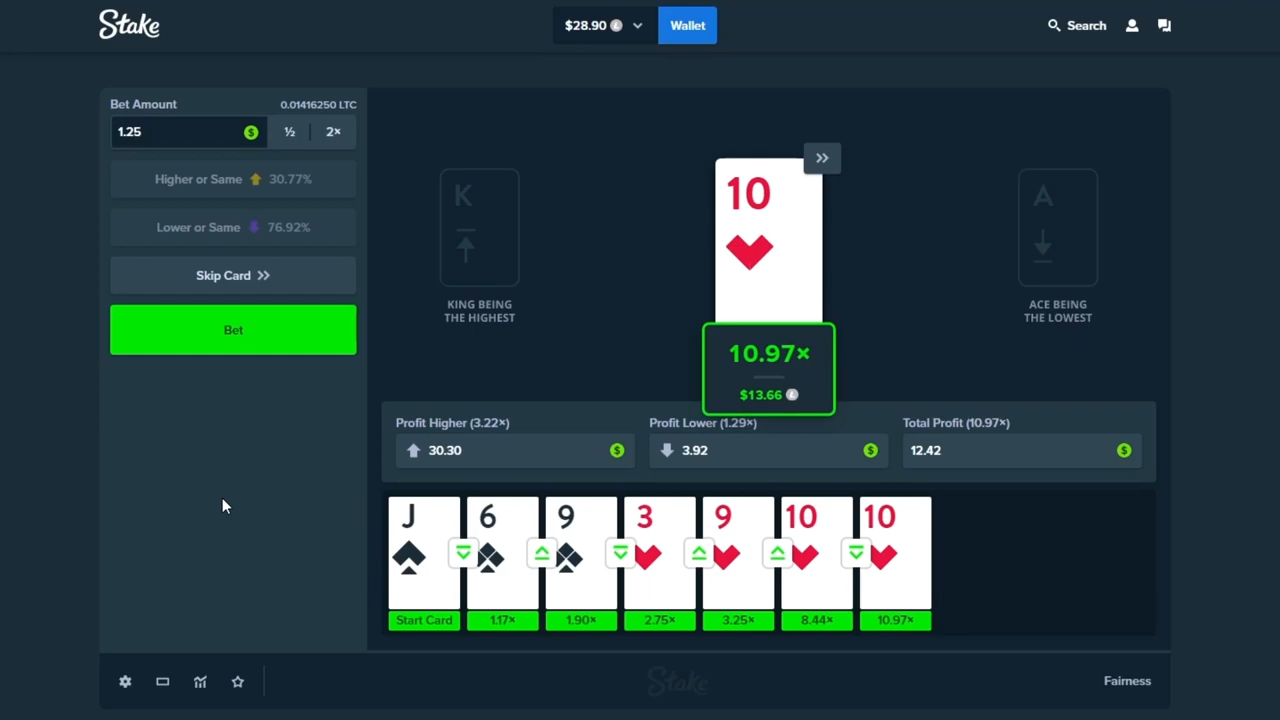 Stake
$28.90
Wallet
Search
Bet Amount
0.01416250 LTC
1.25
½
2×
Higher or Same 30.77%
Lower or Same 76.92%
Skip Card
Bet
K
KING BEING
THE HIGHEST
10
10.97×
$13.66
A
ACE BEING
THE LOWEST
Profit Higher (3.22×)
30.30
Profit Lower (1.29×)
3.92
Total Profit (10.97×)
12.42
J
6
9
3
9
10
10
Start Card
1.17×
1.90×
2.75×
3.25×
8.44×
10.97×
Stake
Fairness